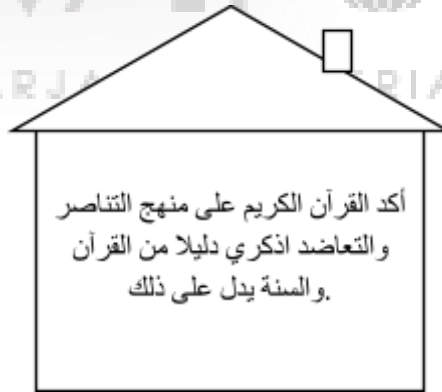 أكد القرآن الكريم على منهج التناصر
والتعاضد اذكري دليلا من القرآن
والسنة يدل على ذلك.